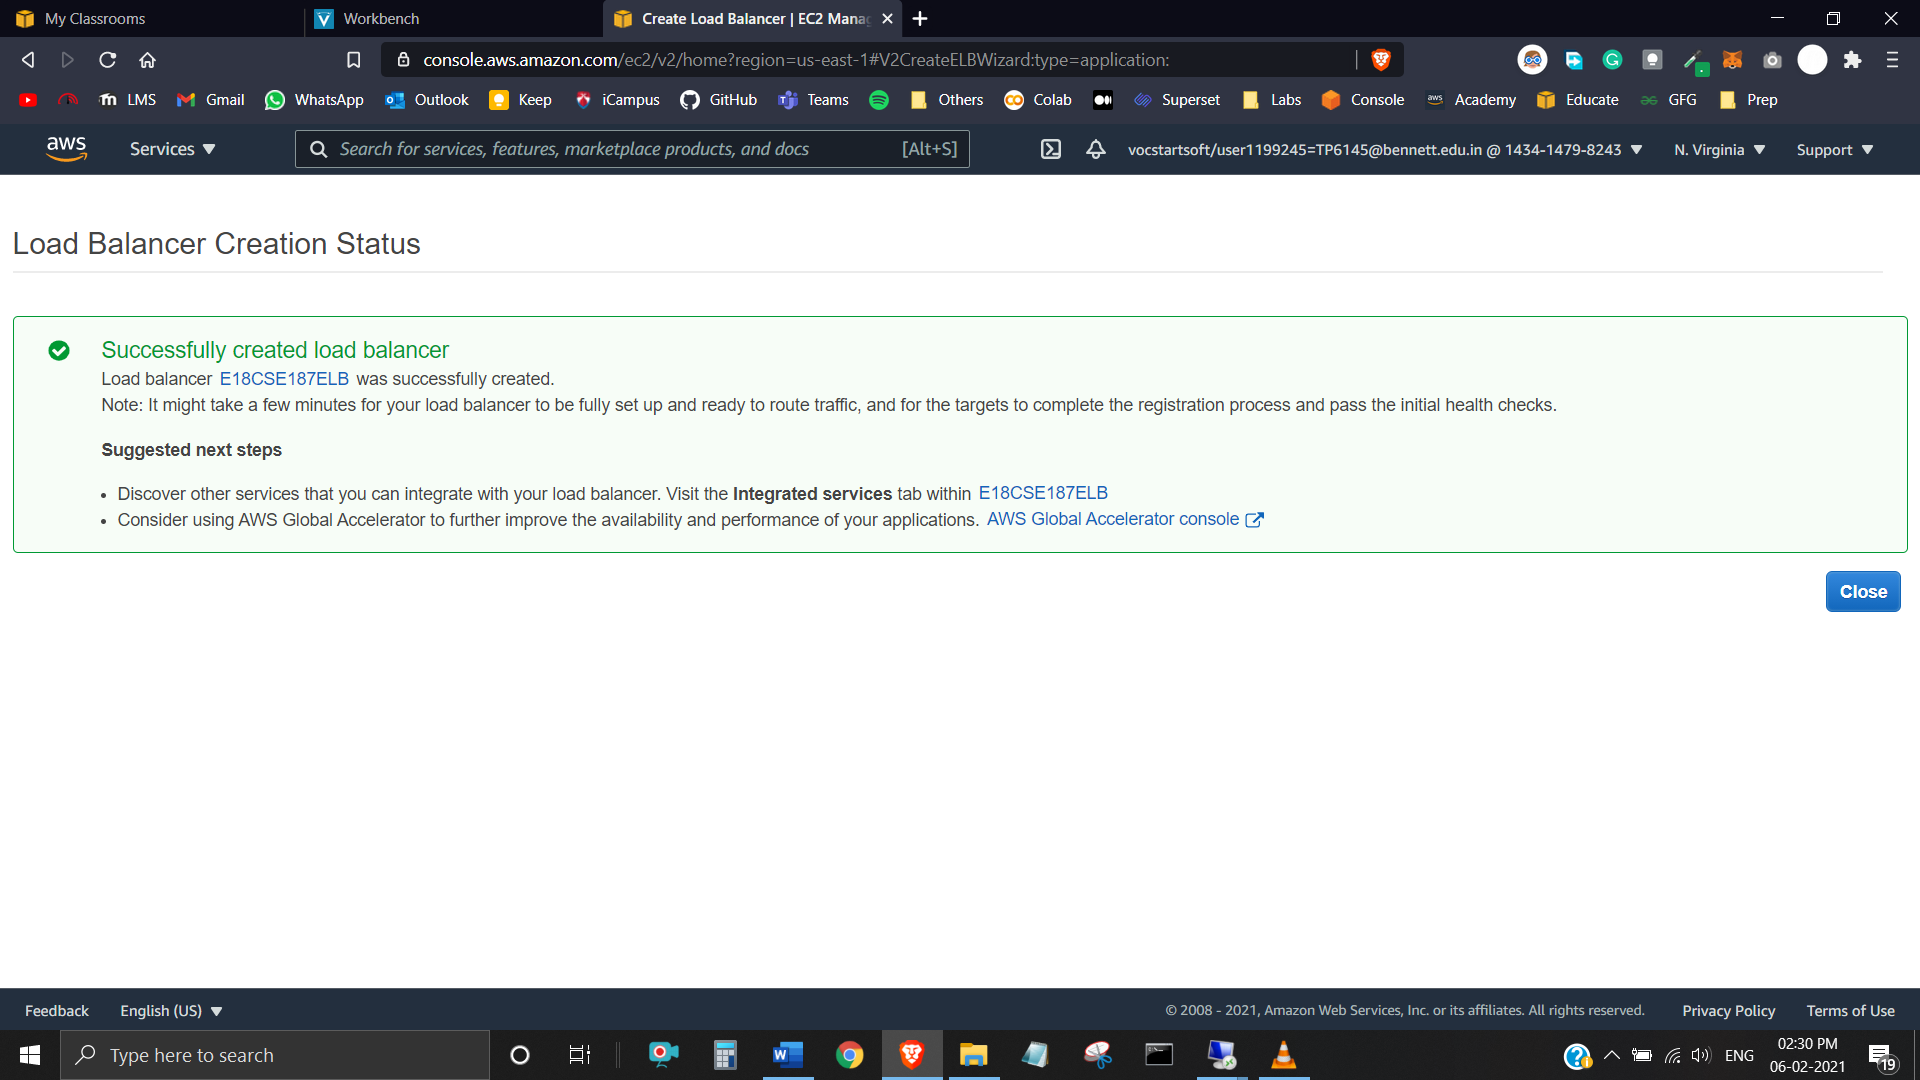 My Classrooms
Workbench
Create Load Balancer | EC2 Mana
console.aws.amazon.com/ec2/v2/home?region=us-east-1#V2CreateELBWizard:type=application:
LMS Gmail WhatsApp Outlook Keep iCampus GitHub Teams Others Colab Superset Labs Console aws Academy Educate GFG Prep
aws Services Search for services, features, marketplace products, and docs [Alt+S] vocstartsoft/user1199245=TP6145@bennett.edu.in @ 1434-1479-8243 N. Virginia Support
Load Balancer Creation Status
Successfully created load balancer
Load balancer E18CSE187ELB was successfully created.
Note: It might take a few minutes for your load balancer to be fully set up and ready to route traffic, and for the targets to complete the registration process and pass the initial health checks.
Suggested next steps
• Discover other services that you can integrate with your load balancer. Visit the Integrated services tab within E18CSE187ELB
• Consider using AWS Global Accelerator to further improve the availability and performance of your applications. AWS Global Accelerator console
Close
Feedback English (US) © 2008 - 2021, Amazon Web Services, Inc. or its affiliates. All rights reserved. Privacy Policy Terms of Use
Type here to search
ENG
02:30 PM
06-02-2021
19